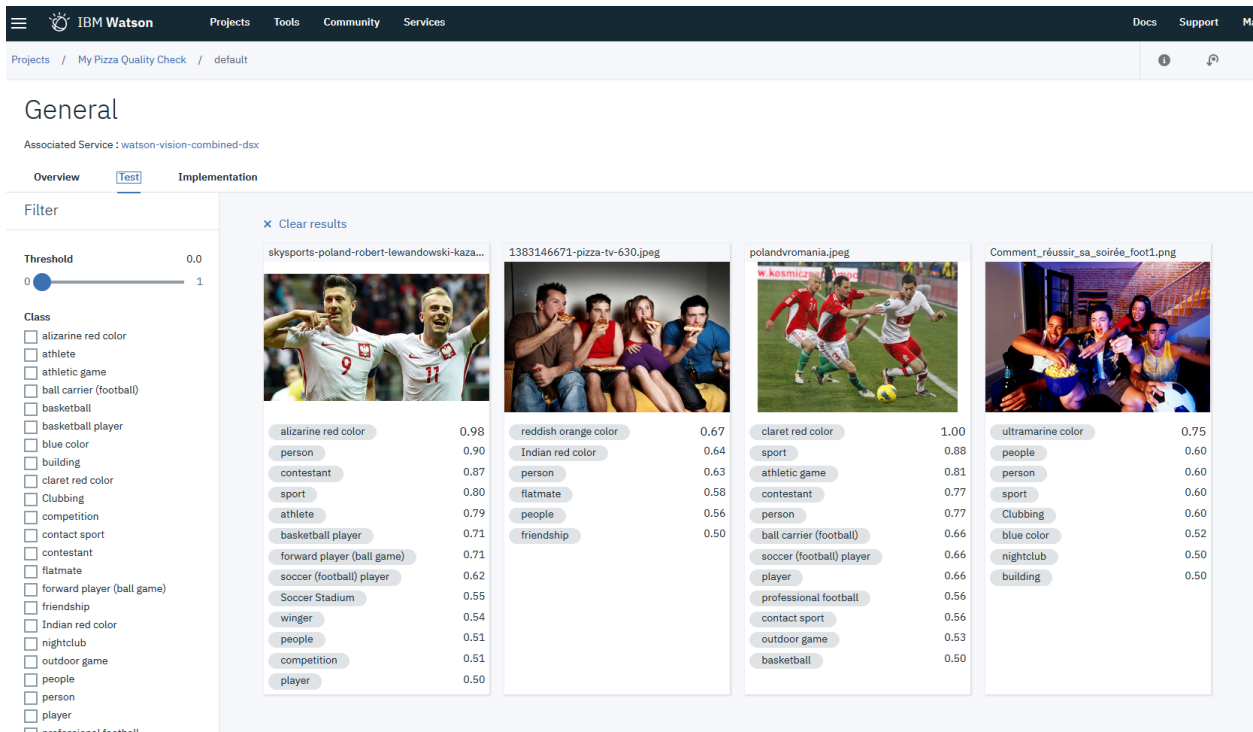 IBM Watson Projects Tools Community Services Docs Support
Projects / My Pizza Quality Check / default
General
Associated Service : watson-vision-combined-dsx
Overview Test Implementation
Filter
Threshold 0.0
0 1
Class
alizarine red color
athlete
athletic game
ball carrier (football)
basketball
basketball player
blue color
building
claret red color
Clubbing
competition
contact sport
contestant
flatmate
forward player (ball game)
friendship
Indian red color
nightclub
outdoor game
people
person
player
professional football
× Clear results
skysports-poland-robert-lewandowski-kaza...
9 11
alizarine red color 0.98
person 0.90
contestant 0.87
sport 0.80
athlete 0.79
basketball player 0.71
forward player (ball game) 0.71
soccer (football) player 0.62
Soccer Stadium 0.55
winger 0.54
people 0.51
competition 0.51
player 0.50
1383146671-pizza-tv-630.jpeg
reddish orange color 0.67
Indian red color 0.64
person 0.63
flatmate 0.58
people 0.56
friendship 0.50
polandvromania.jpeg
claret red color 1.00
sport 0.88
athletic game 0.81
contestant 0.77
person 0.77
ball carrier (football) 0.66
soccer (football) player 0.66
player 0.66
professional football 0.56
contact sport 0.56
outdoor game 0.53
basketball 0.50
Comment_réussir_sa_soirée_foot1.png
ultramarine color 0.75
people 0.60
person 0.60
sport 0.60
Clubbing 0.60
blue color 0.52
nightclub 0.50
building 0.50